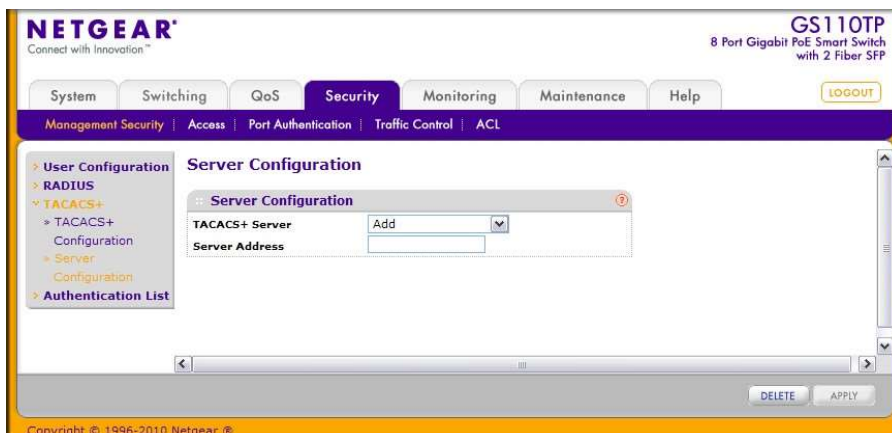 NETGEAR®
Connect with Innovation™
GS110TP
8 Port Gigabit PoE Smart Switch
with 2 Fiber SFP
System Switching QoS Security Monitoring Maintenance Help LOGOUT
Management Security | Access | Port Authentication | Traffic Control | ACL
User Configuration
RADIUS
TACACS+
» TACACS+
Configuration
» Server
Configuration
Authentication List
Server Configuration
Server Configuration ?
TACACS+ Server Add
Server Address
DELETE APPLY
Copyright © 1996-2010 Netgear ®